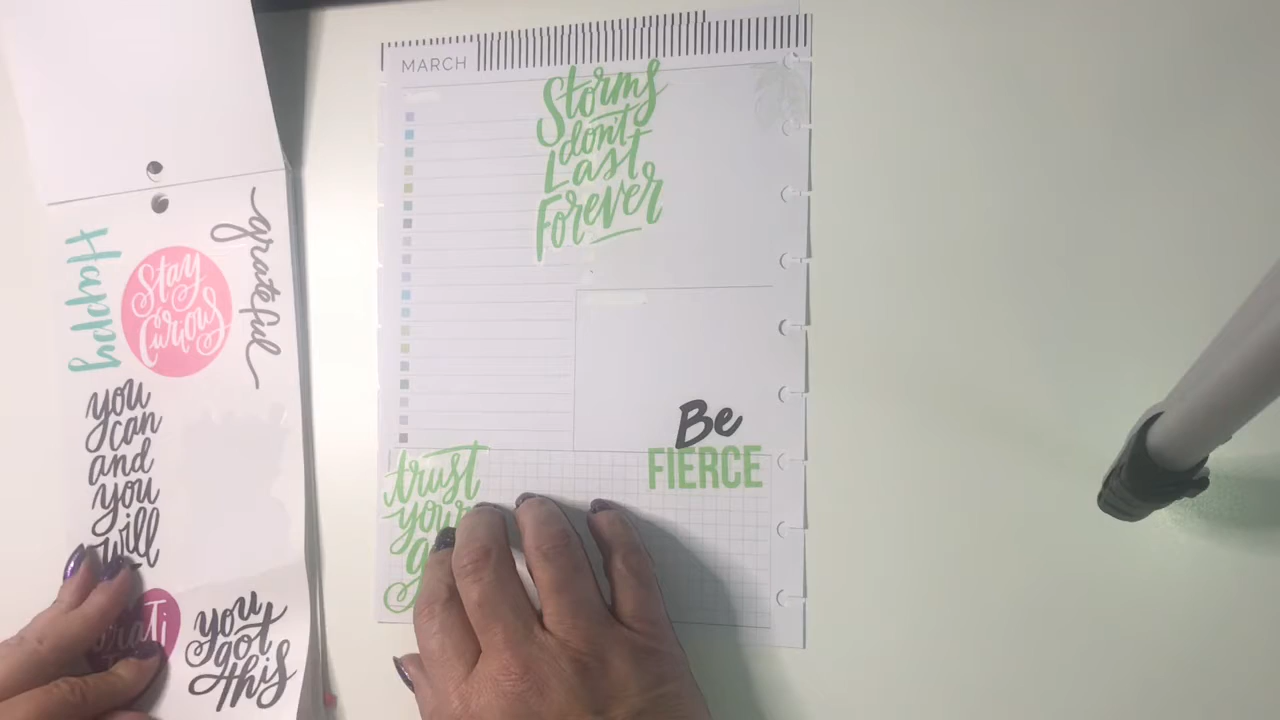 grateful
Happy
Stay
Curious
you
can
and
you
will
you
got
this
MARCH
Storms
don't
Last
Forever
Be
FIERCE
trust
your